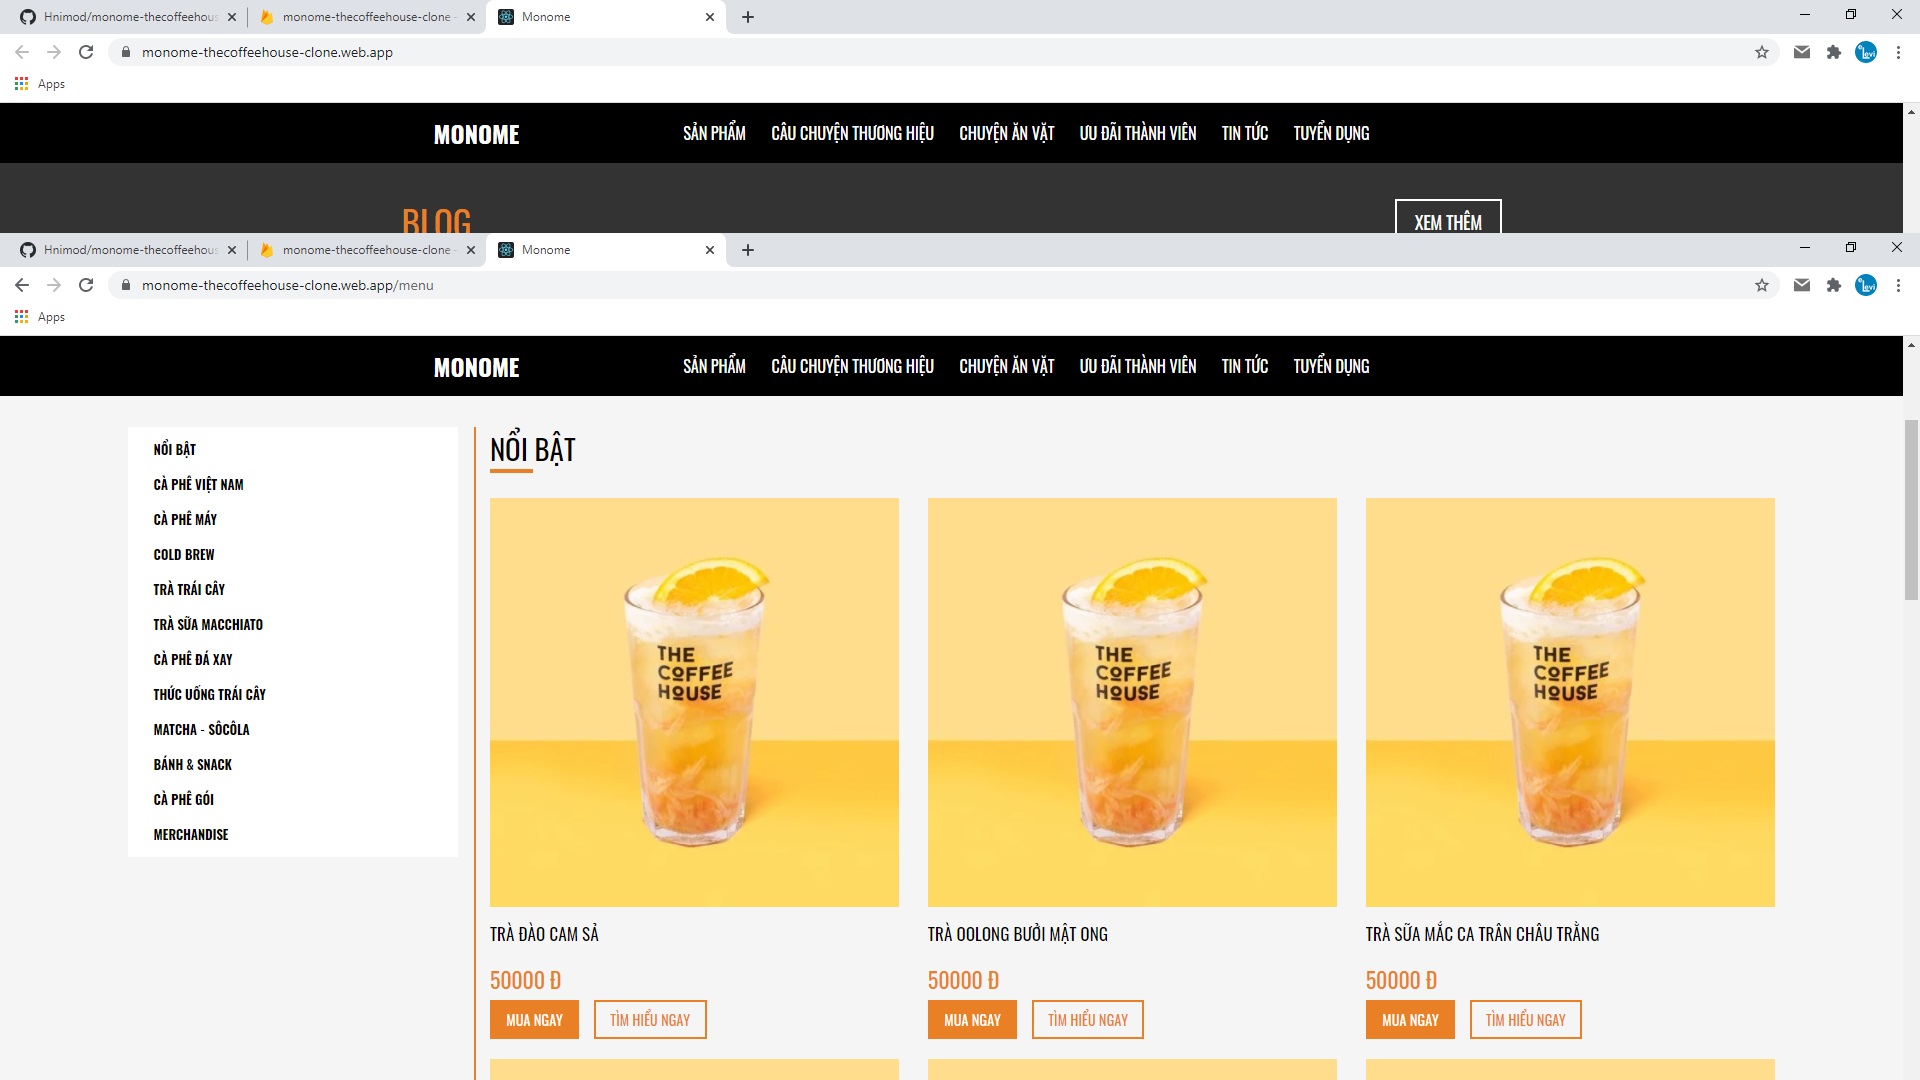 Hnimod/monome-thecoffeehous
monome-thecoffeehouse-clone -
Monome
monome-thecoffeehouse-clone.web.app
Apps
MONOME SẢN PHẨM CÂU CHUYỆN THƯƠNG HIỆU CHUYỆN ĂN VẶT ƯU ĐÃI THÀNH VIÊN TIN TỨC TUYỂN DỤNG
BLOG XEM THÊM
Hnimod/monome-thecoffeehous
monome-thecoffeehouse-clone -
Monome
monome-thecoffeehouse-clone.web.app/menu
Apps
MONOME SẢN PHẨM CÂU CHUYỆN THƯƠNG HIỆU CHUYỆN ĂN VẶT ƯU ĐÃI THÀNH VIÊN TIN TỨC TUYỂN DỤNG
NỔI BẬT
CÀ PHÊ VIỆT NAM
CÀ PHÊ MÁY
COLD BREW
TRÀ TRÁI CÂY
TRÀ SỮA MACCHIATO
CÀ PHÊ ĐÁ XAY
THỨC UỐNG TRÁI CÂY
MATCHA - SÔCÔLA
BÁNH & SNACK
CÀ PHÊ GÓI
MERCHANDISE
NỔI BẬT
THE
COFFEE
HOUSE
THE
COFFEE
HOUSE
THE
COFFEE
HOUSE
TRÀ ĐÀO CAM SẢ
50000 Đ
MUA NGAY TÌM HIỂU NGAY
TRÀ OOLONG BƯỞI MẬT ONG
50000 Đ
MUA NGAY TÌM HIỂU NGAY
TRÀ SỮA MẮC CA TRÂN CHÂU TRẮNG
50000 Đ
MUA NGAY TÌM HIỂU NGAY